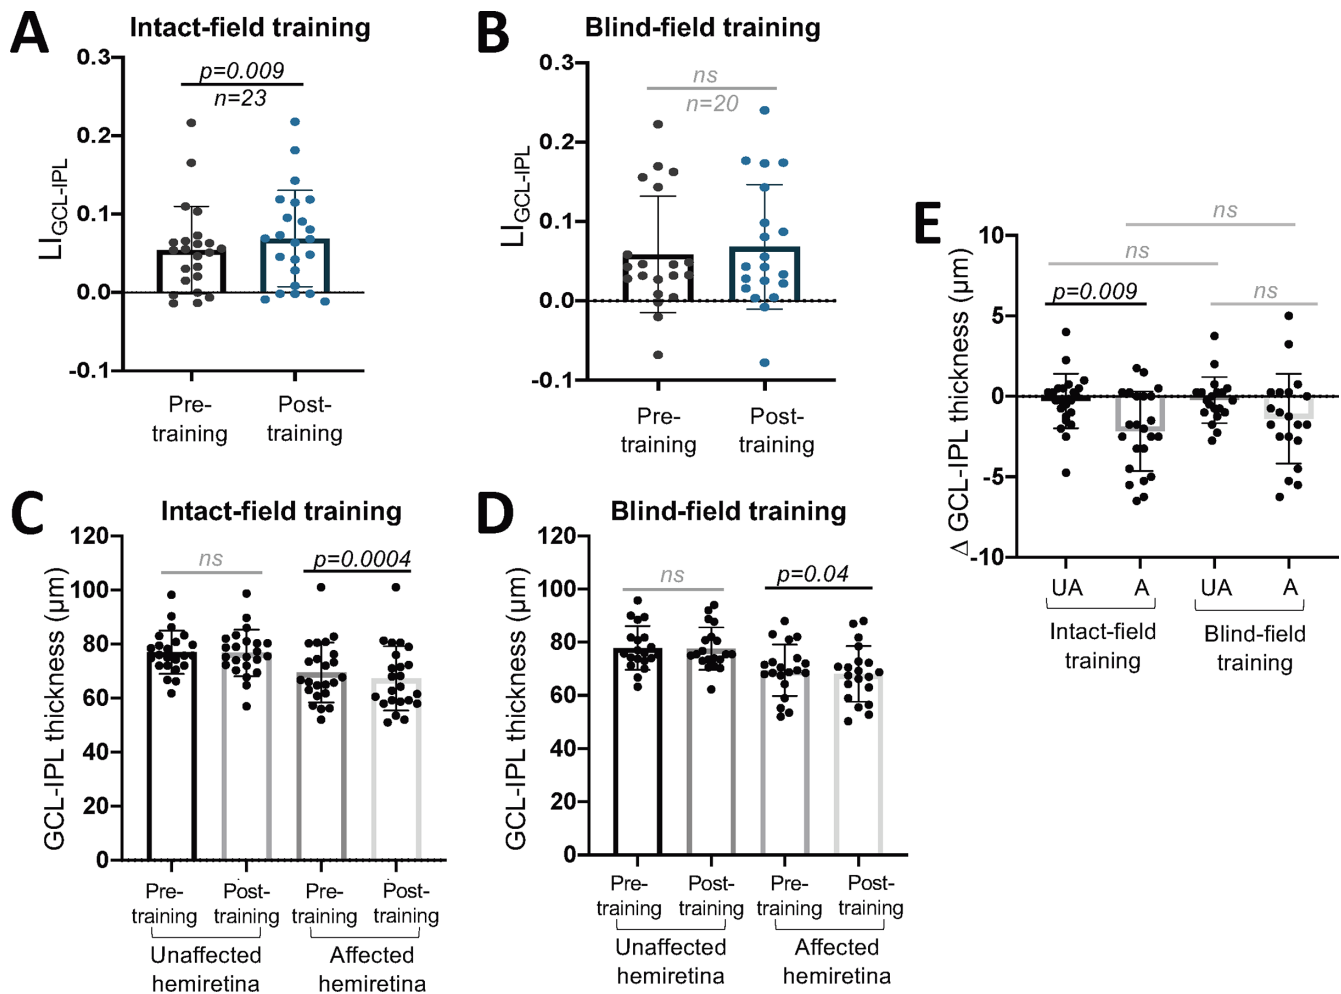 A
Intact-field training
0.3
0.2
0.1
0.0
-0.1
LIGCL-IPL
p=0.009
n=23
Pre-
training
Post-
training
B
Blind-field training
0.3
0.2
0.1
0.0
-0.1
LIGCL-IPL
ns
n=20
Pre-
training
Post-
training
C
Intact-field training
120
100
80
60
40
20
0
GCL-IPL thickness (μm)
ns
p=0.0004
Pre-
training
Post-
training
Pre-
training
Post-
training
Unaffected
hemiretina
Affected
hemiretina
D
Blind-field training
120
100
80
60
40
20
0
GCL-IPL thickness (μm)
ns
p=0.04
Pre-
training
Post-
training
Pre-
training
Post-
training
Unaffected
hemiretina
Affected
hemiretina
E
10
5
0
-5
-10
Δ GCL-IPL thickness (μm)
ns
ns
p=0.009
ns
UA
A
UA
A
Intact-field
training
Blind-field
training